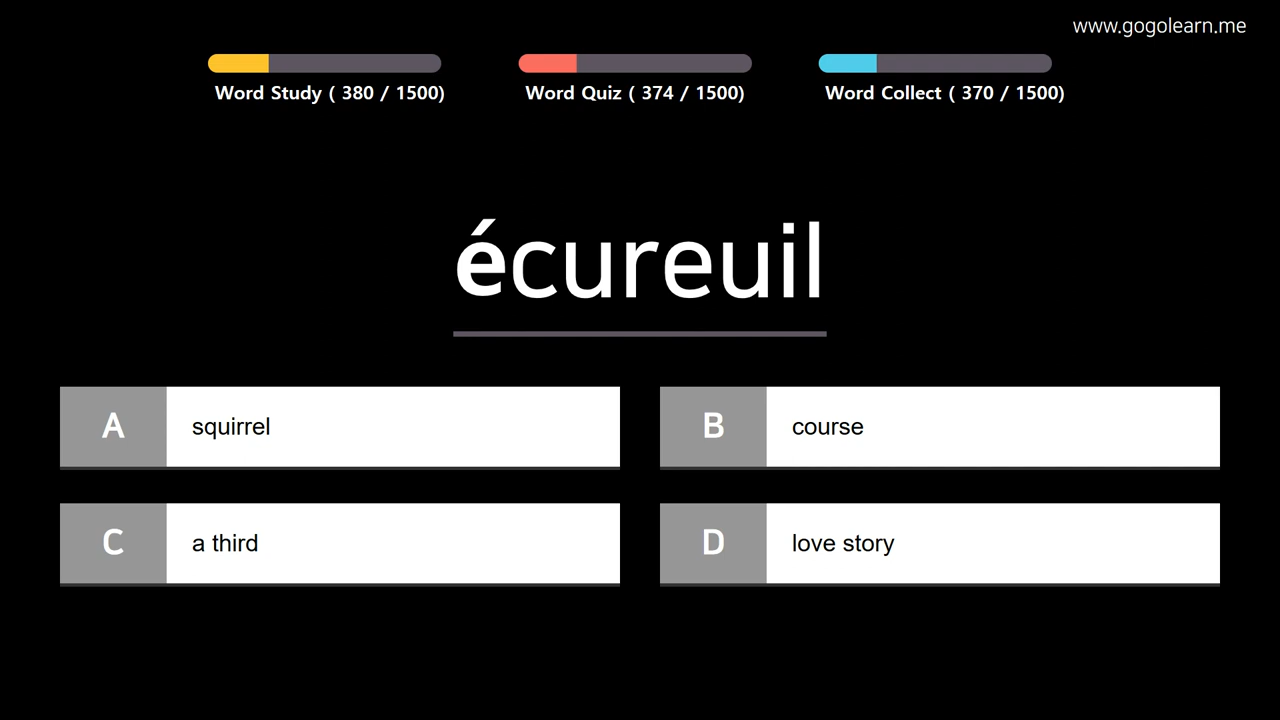 www.gogolearn.me
Word Study ( 380 / 1500)
Word Quiz ( 374 / 1500)
Word Collect ( 370 / 1500)
écureuil
A squirrel
B course
C a third
D love story